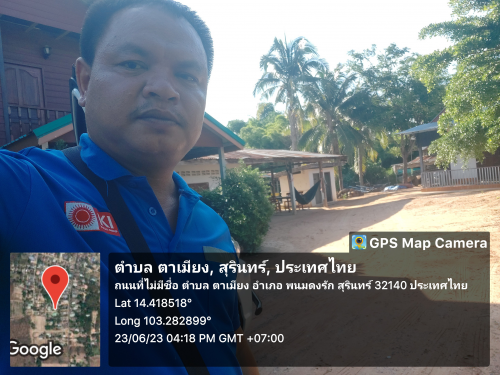 KJ
GPS Map Camera
ตำบล ตาเมียง, สุรินทร์, ประเทศไทย
ถนนที่ไม่มีชื่อ ตำบล ตาเมียง อำเภอ พนมดงรัก สุรินทร์ 32140 ประเทศไทย
Lat 14.418518°
Long 103.282899°
23/06/23 04:18 PM GMT +07:00
Google